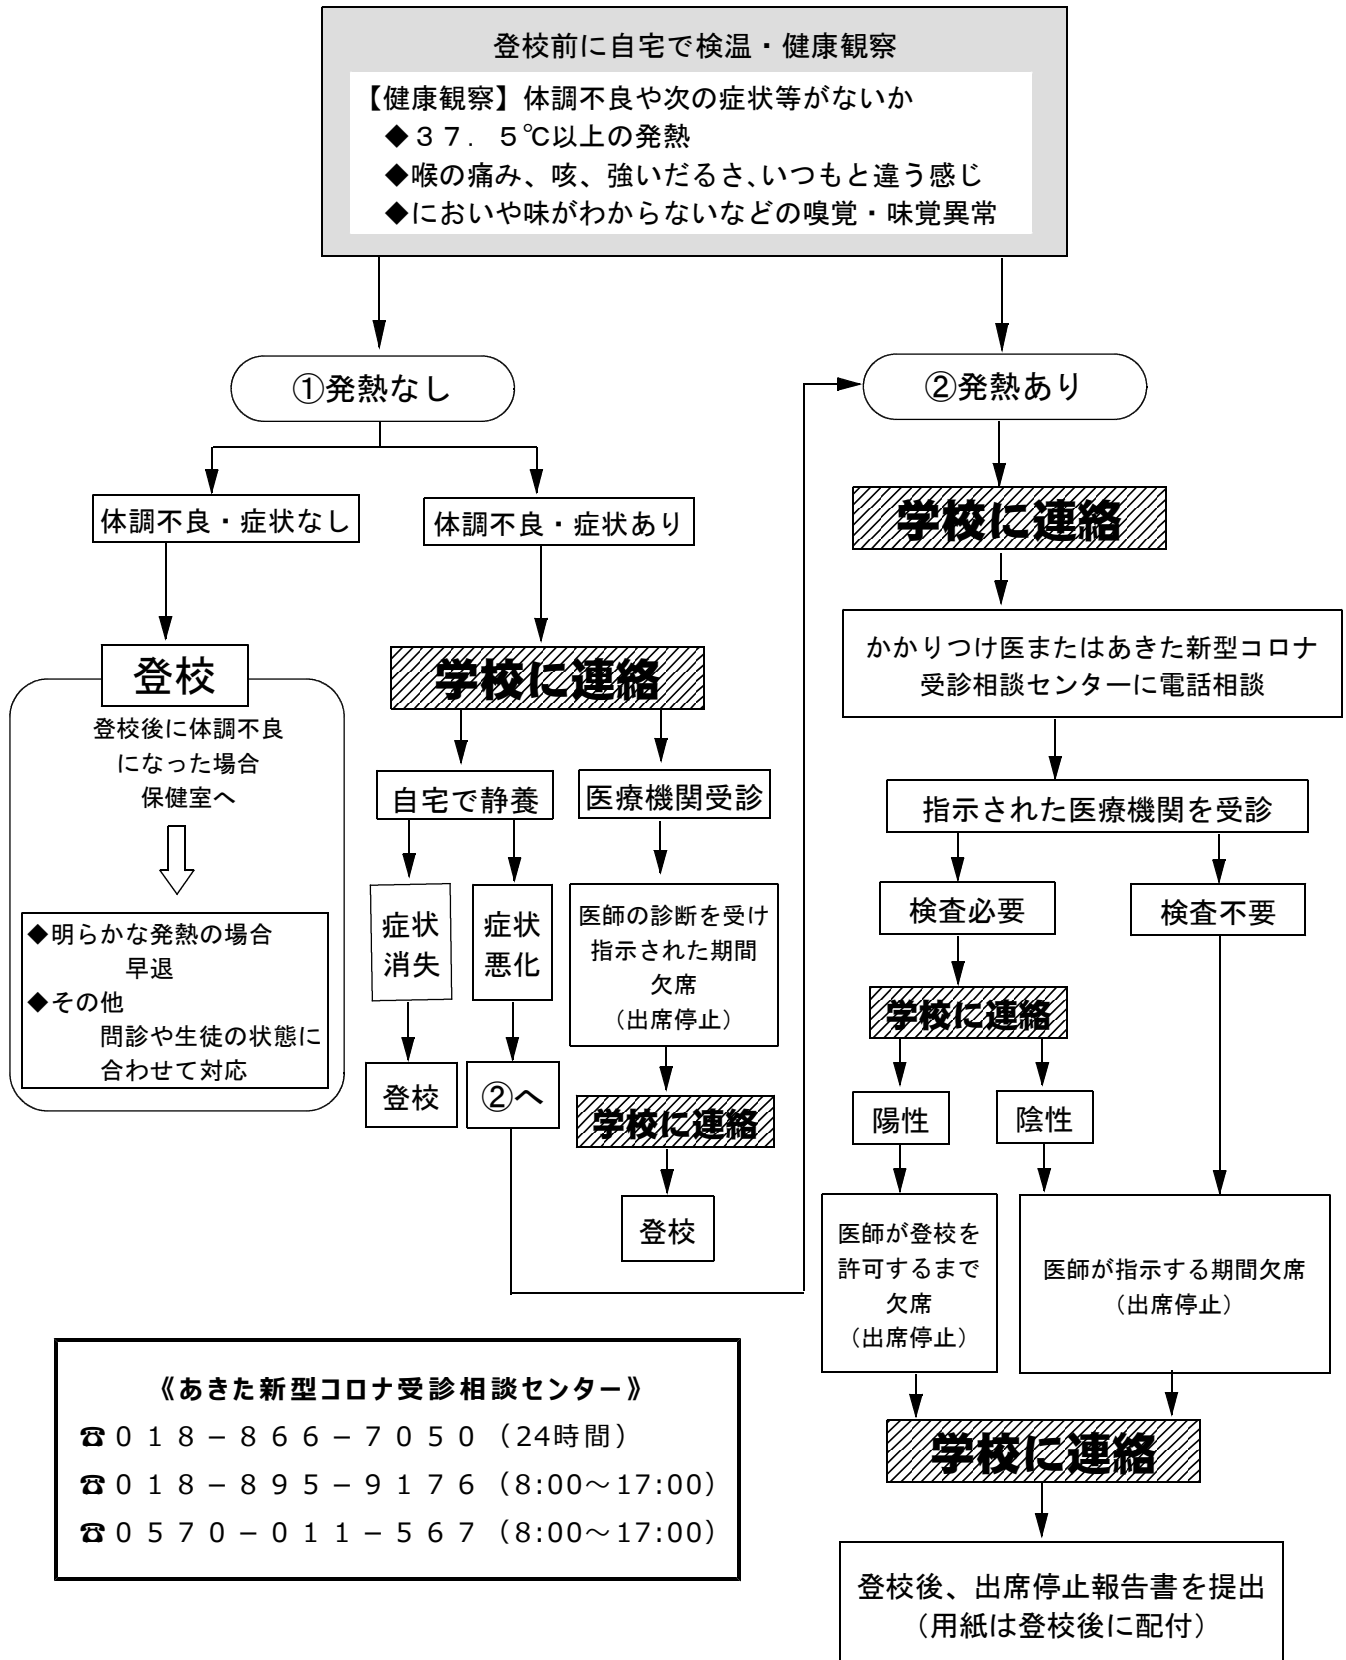 登校前に自宅で検温・健康観察
【健康観察】体調不良や次の症状等がないか
◆37．5℃以上の発熱
◆喉の痛み、咳、強いだるさ、いつもと違う感じ
◆においや味がわからないなどの嗅覚・味覚異常
①発熱なし
体調不良・症状なし
登校
登校後に体調不良
になった場合
保健室へ
◆明らかな発熱の場合
早退
◆その他
問診や生徒の状態に
合わせて対応
体調不良・症状あり
学校に連絡
自宅で静養
症状
消失
登校
症状
悪化
②へ
医療機関受診
医師の診断を受け
指示された期間
欠席
（出席停止）
学校に連絡
登校
②発熱あり
学校に連絡
かかりつけ医またはあきた新型コロナ
受診相談センターに電話相談
指示された医療機関を受診
検査必要
学校に連絡
陽性
医師が登校を
許可するまで
欠席
（出席停止）
陰性
検査不要
医師が指示する期間欠席
（出席停止）
学校に連絡
登校後、出席停止報告書を提出
（用紙は登校後に配付）
《あきた新型コロナ受診相談センター》
☎018－866－7050（24時間）
☎018－895－9176（8:00～17:00）
☎0570－011－567（8:00～17:00）